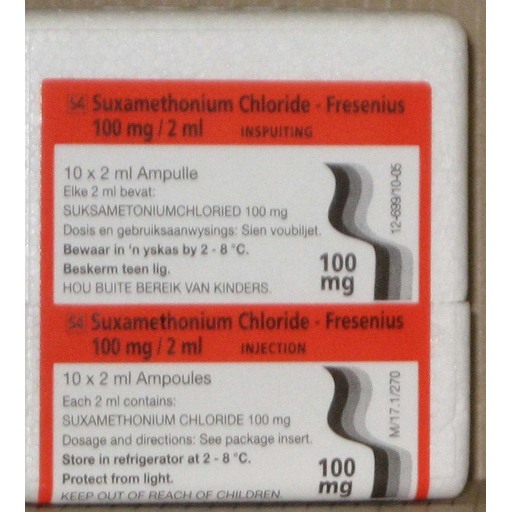 S4 Suxamethonium Chloride - Fresenius
100 mg / 2 ml INSPUITING
10 x 2 ml Ampulle
Elke 2 ml bevat:
SUKSAMETONIUMCHLORIED 100 mg
Dosis en gebruiksaanwysings: Sien voubiljet.
Bewaar in 'n yskas by 2 - 8 °C.
Beskerm teen lig.
HOU BUITE BEREIK VAN KINDERS.
100
mg
12-699/10-05
S4 Suxamethonium Chloride - Fresenius
100 mg / 2 ml INJECTION
10 x 2 ml Ampoules
Each 2 ml contains:
SUXAMETHONIUM CHLORIDE 100 mg
Dosage and directions: See package insert.
Store in refrigerator at 2 - 8 °C.
Protect from light.
KEEP OUT OF REACH OF CHILDREN.
100
mg
M/17.1/270